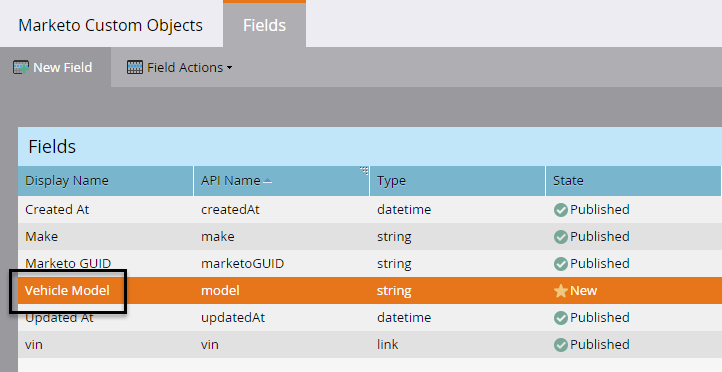 Marketo Custom Objects Fields
New Field Field Actions
Fields
Display Name API Name Type State
Created At createdAt datetime Published
Make make string Published
Marketo GUID marketoGUID string Published
Vehicle Model model string New
Updated At updatedAt datetime Published
vin vin link Published